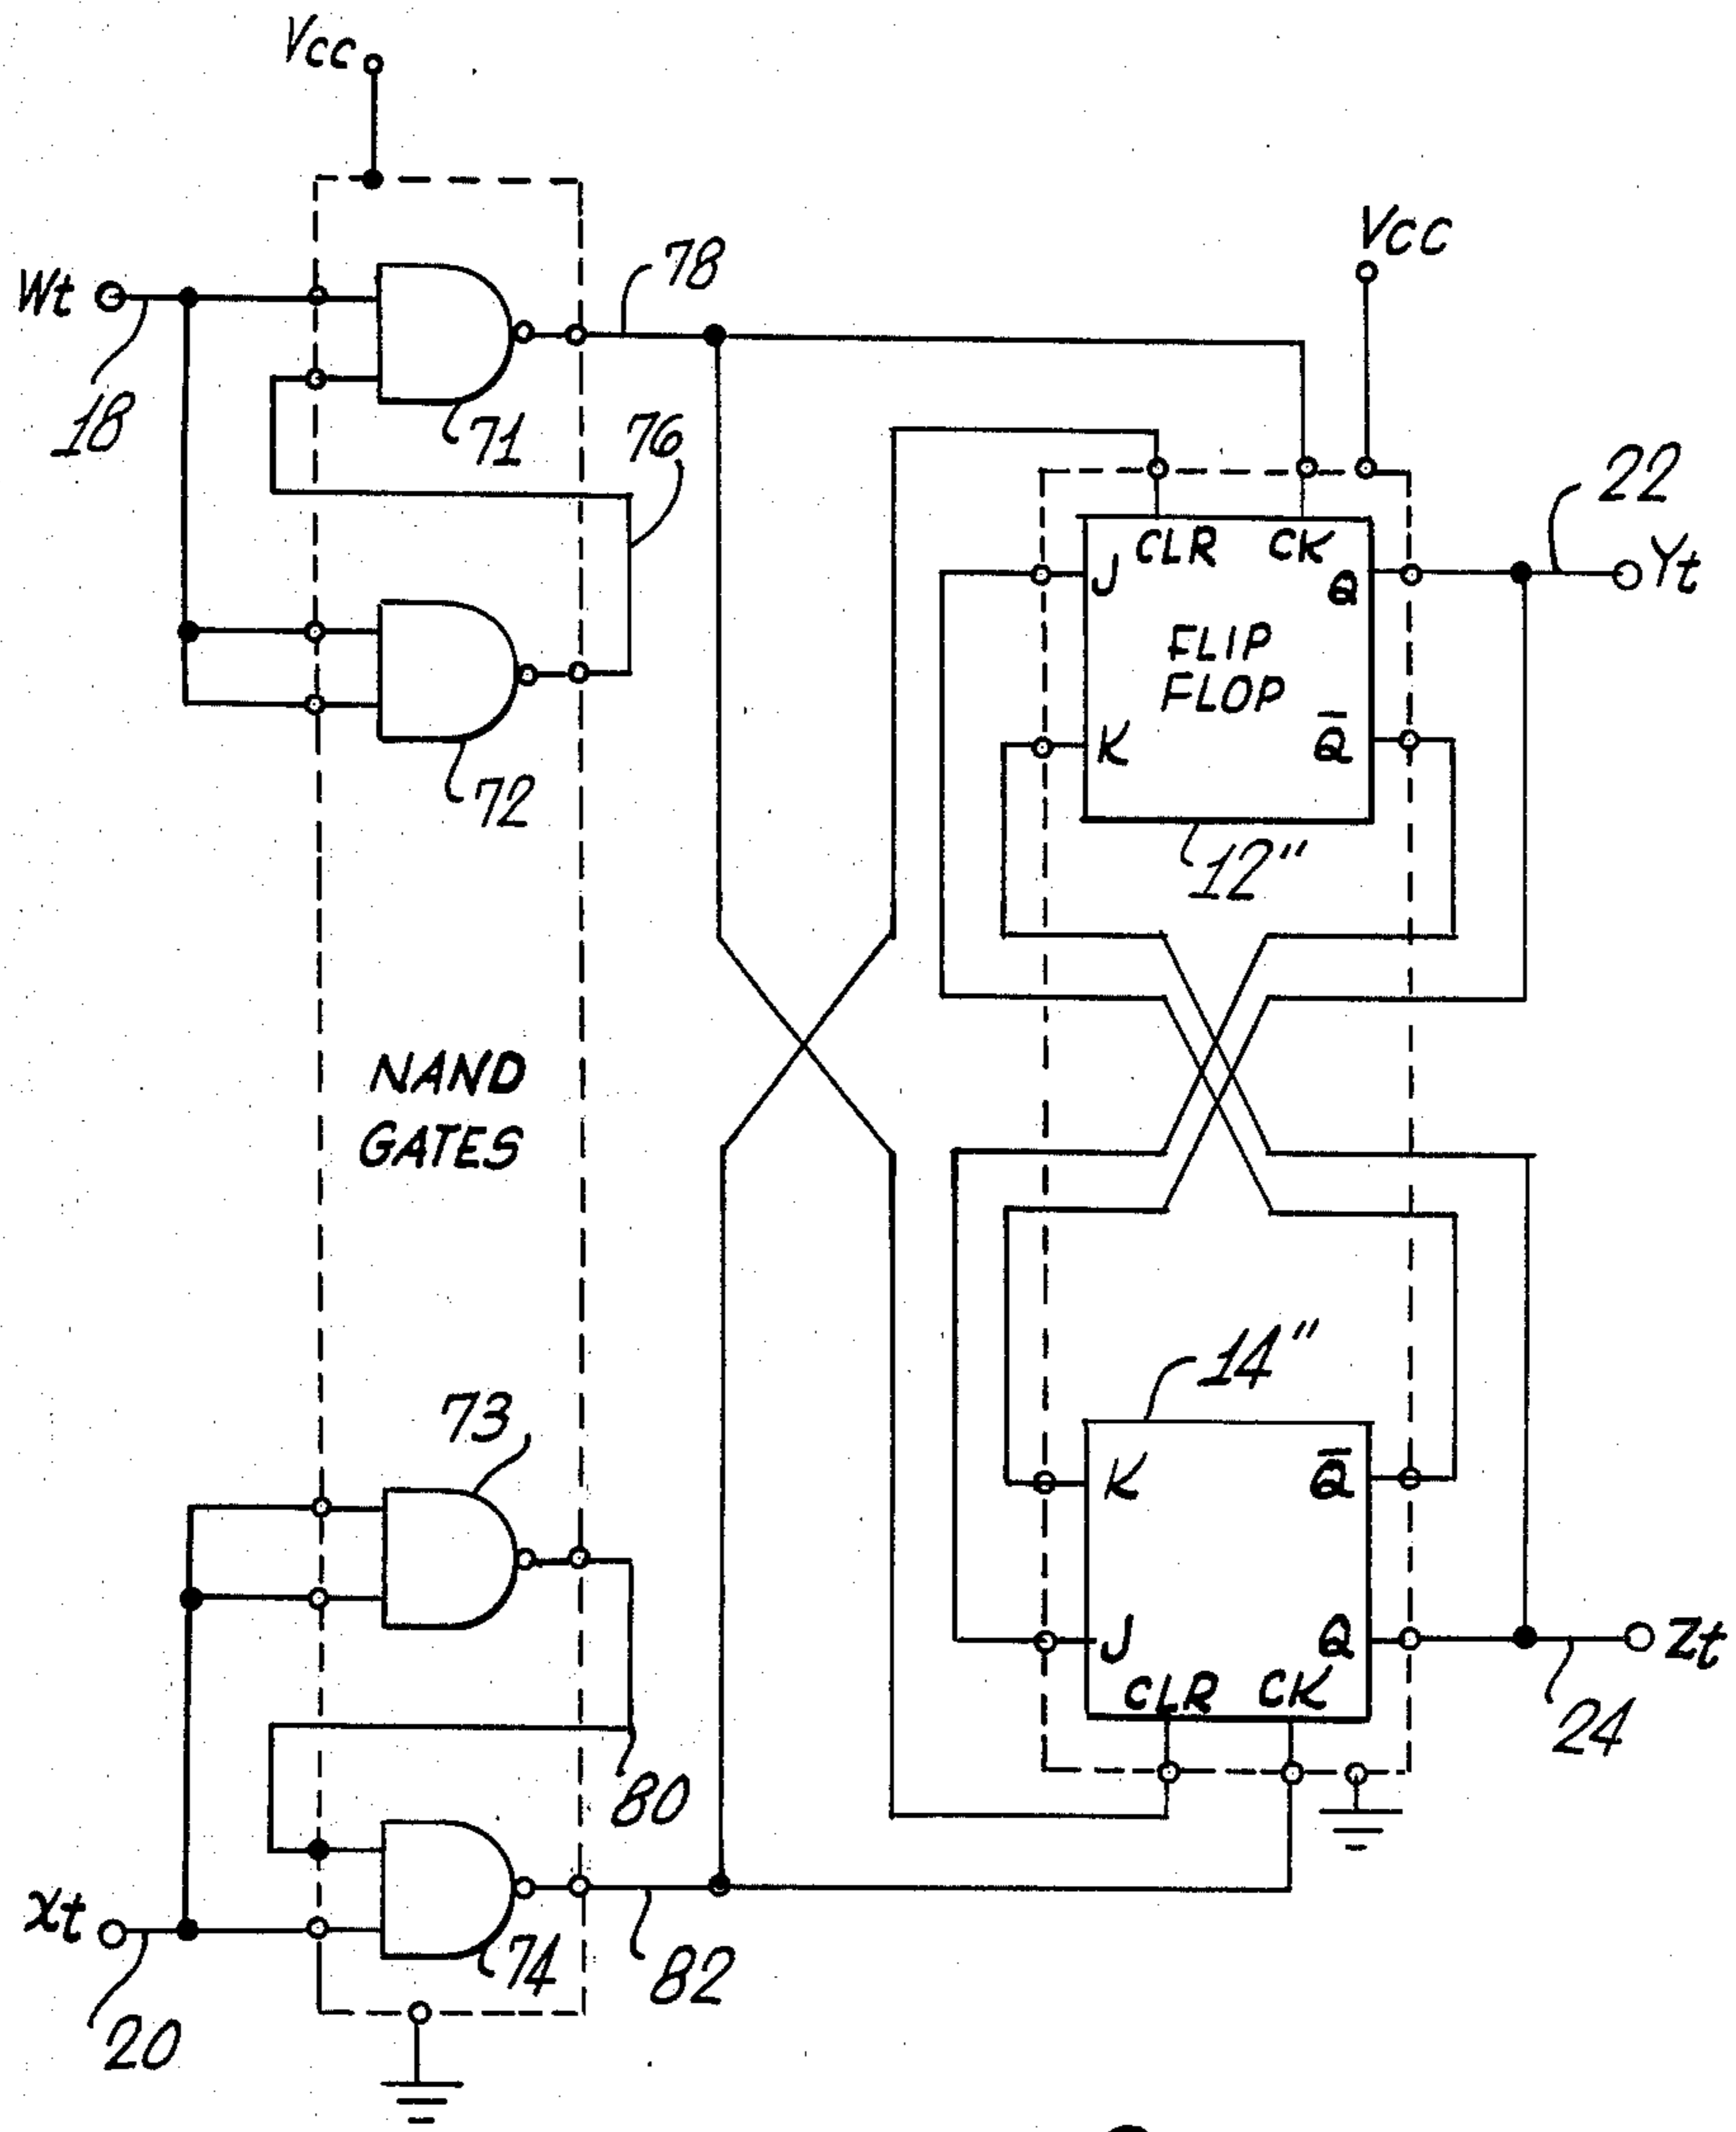 Vcc
Vcc
Wt
78
18
71
76
22
CLR CK
J Q
Yt
FLIP
FLOP
K Q̅
72
12"
NAND
GATES
14"
73
K Q̅
J Q
Zt
CLR CK
24
80
Xt
74
82
20